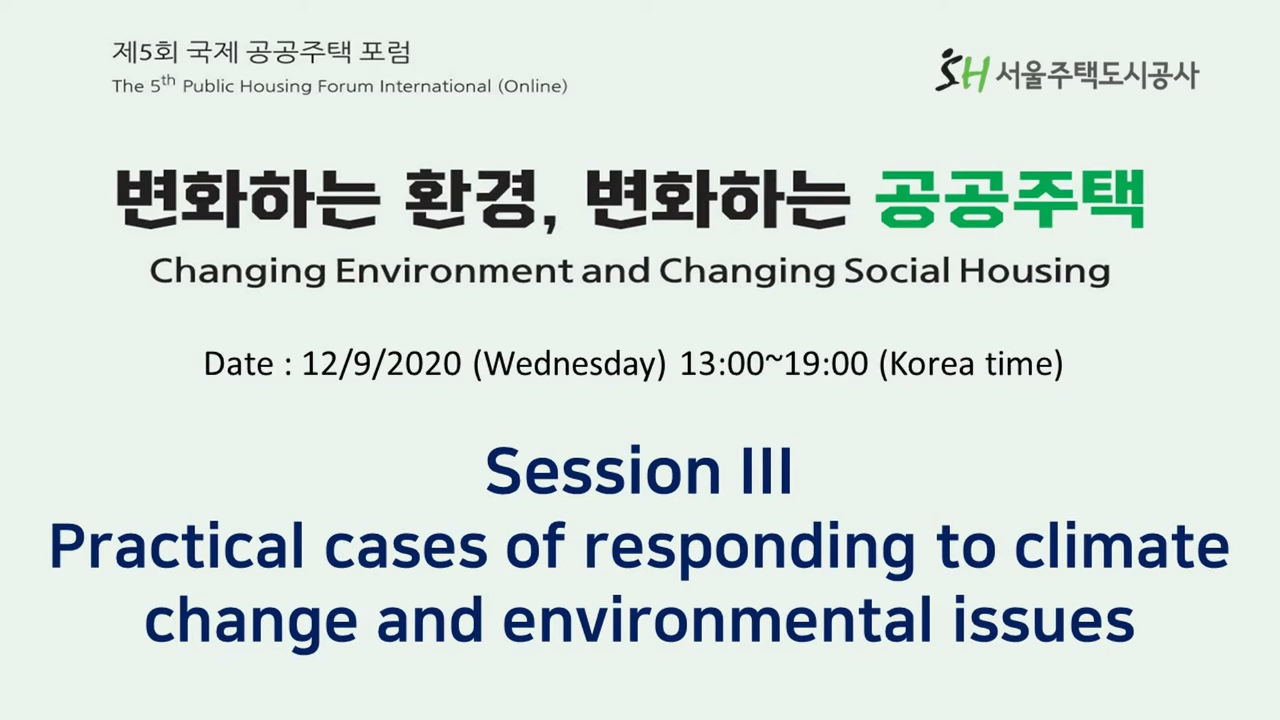 제5회 국제 공공주택 포럼
The 5th Public Housing Forum International (Online)
SH 서울주택도시공사
변화하는 환경, 변화하는 공공주택
Changing Environment and Changing Social Housing
Date : 12/9/2020 (Wednesday) 13:00~19:00 (Korea time)
Session III
Practical cases of responding to climate
change and environmental issues